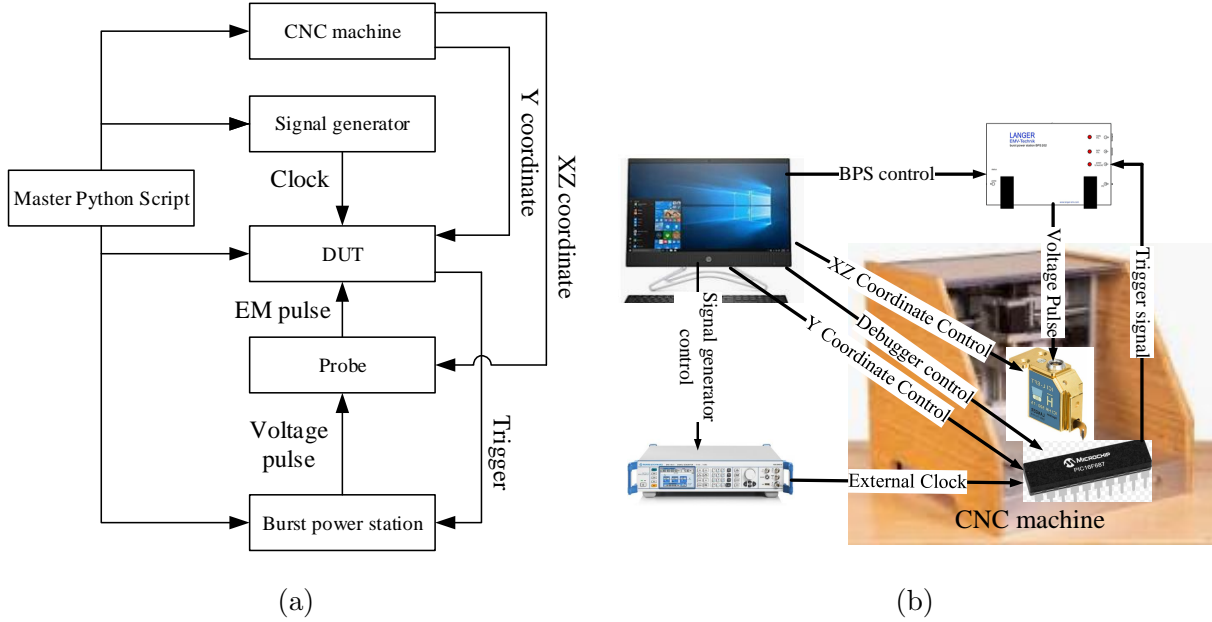 CNC machine
Signal generator
Clock
Master Python Script
DUT
EM pulse
Probe
Voltage
pulse
Burst power station
Y coordinate
XZ coordinate
Trigger
(a)
LANGER
EMV-Technik
BPS control
Voltage Pulse
Trigger signal
XZ Coordinate Control
Debugger control
Y Coordinate Control
Signal generator
control
MICROCHIP
PIC16F687
External Clock
CNC machine
(b)